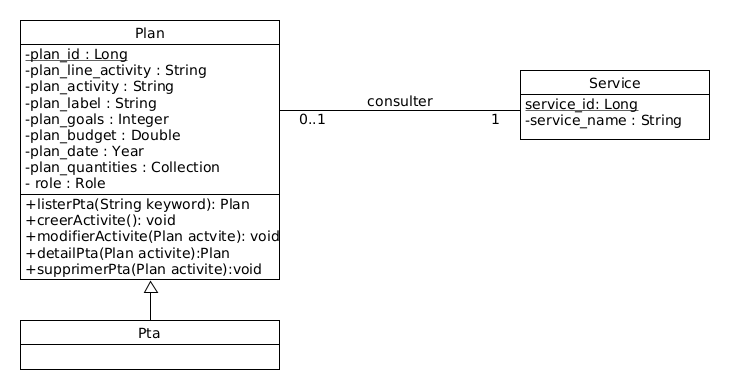 Plan
-plan_id : Long
-plan_line_activity : String
-plan_activity : String
-plan_label : String
-plan_goals : Integer
-plan_budget : Double
-plan_date : Year
-plan_quantities : Collection
- role : Role
+listerPta(String keyword): Plan
+creerActivite(): void
+modifierActivite(Plan actvite): void
+detailPta(Plan activite):Plan
+supprimerPta(Plan activite):void
consulter
0..1
1
Service
service_id: Long
-service_name : String
Pta